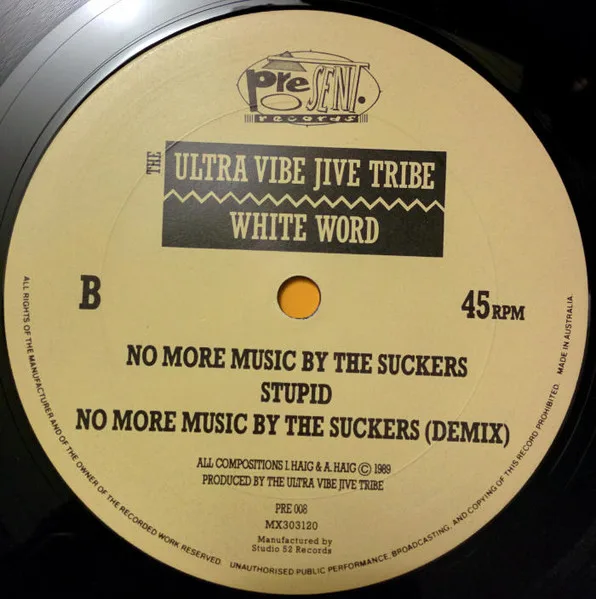 preSENT.
records
THE
ULTRA VIBE JIVE TRIBE
WHITE WORD
B
45 RPM
NO MORE MUSIC BY THE SUCKERS
STUPID
NO MORE MUSIC BY THE SUCKERS (DEMIX)
ALL COMPOSITIONS I. HAIG & A. HAIG © 1989
PRODUCED BY THE ULTRA VIBE JIVE TRIBE
PRE 008
MX303120
Manufactured by
Studio 52 Records
ALL RIGHTS OF THE MANUFACTURER AND OF THE OWNER OF THE RECORDED WORK RESERVED. UNAUTHORISED PUBLIC PERFORMANCE, BROADCASTING, AND COPYING OF THIS RECORD PROHIBITED. MADE IN AUSTRALIA